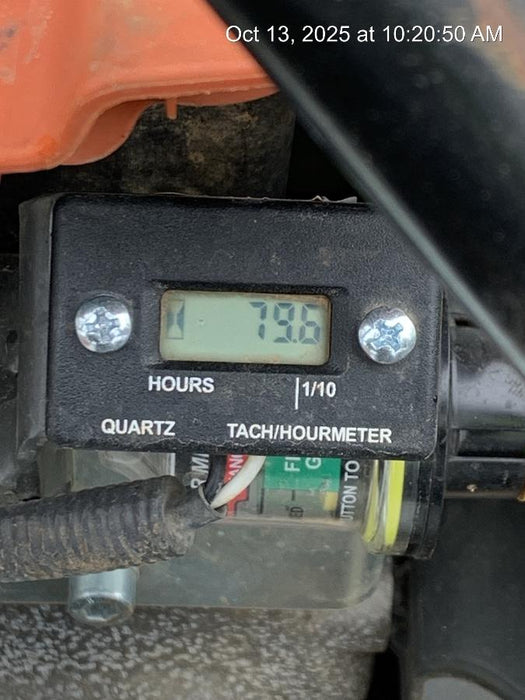 Oct 13, 2025 at 10:20:50 AM
79.6
HOURS 1/10
QUARTZ TACH/HOURMETER